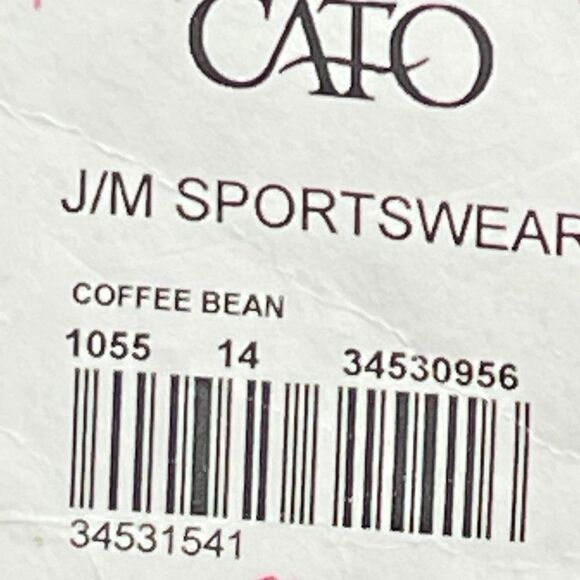 CATO
J/M SPORTSWEAR
COFFEE BEAN
1055 14 34530956
34531541